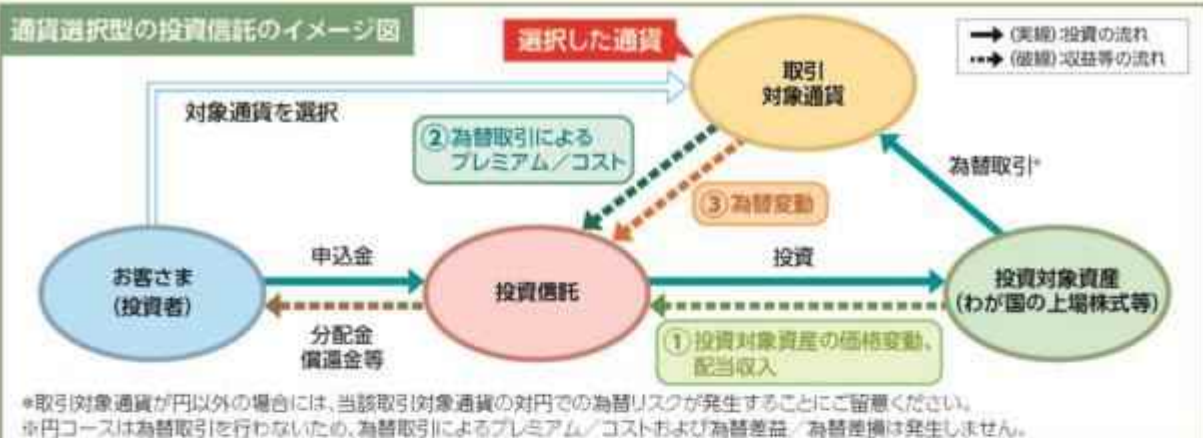 通貨選択型の投資信託のイメージ図
選択した通貨
(実線):投資の流れ
(破線):収益等の流れ
取引
対象通貨
対象通貨を選択
②為替取引による
プレミアム/コスト
為替取引*
③為替変動
お客さま
(投資者)
申込金
分配金
償還金等
投資信託
投資
投資対象資産
(わが国の上場株式等)
①投資対象資産の価格変動、
配当収入
*取引対象通貨が円以外の場合には、当該取引対象通貨の対円での為替リスクが発生することにご留意ください。
※円コースは為替取引を行わないため、為替取引によるプレミアム/コストおよび為替差益/為替差損は発生しません。